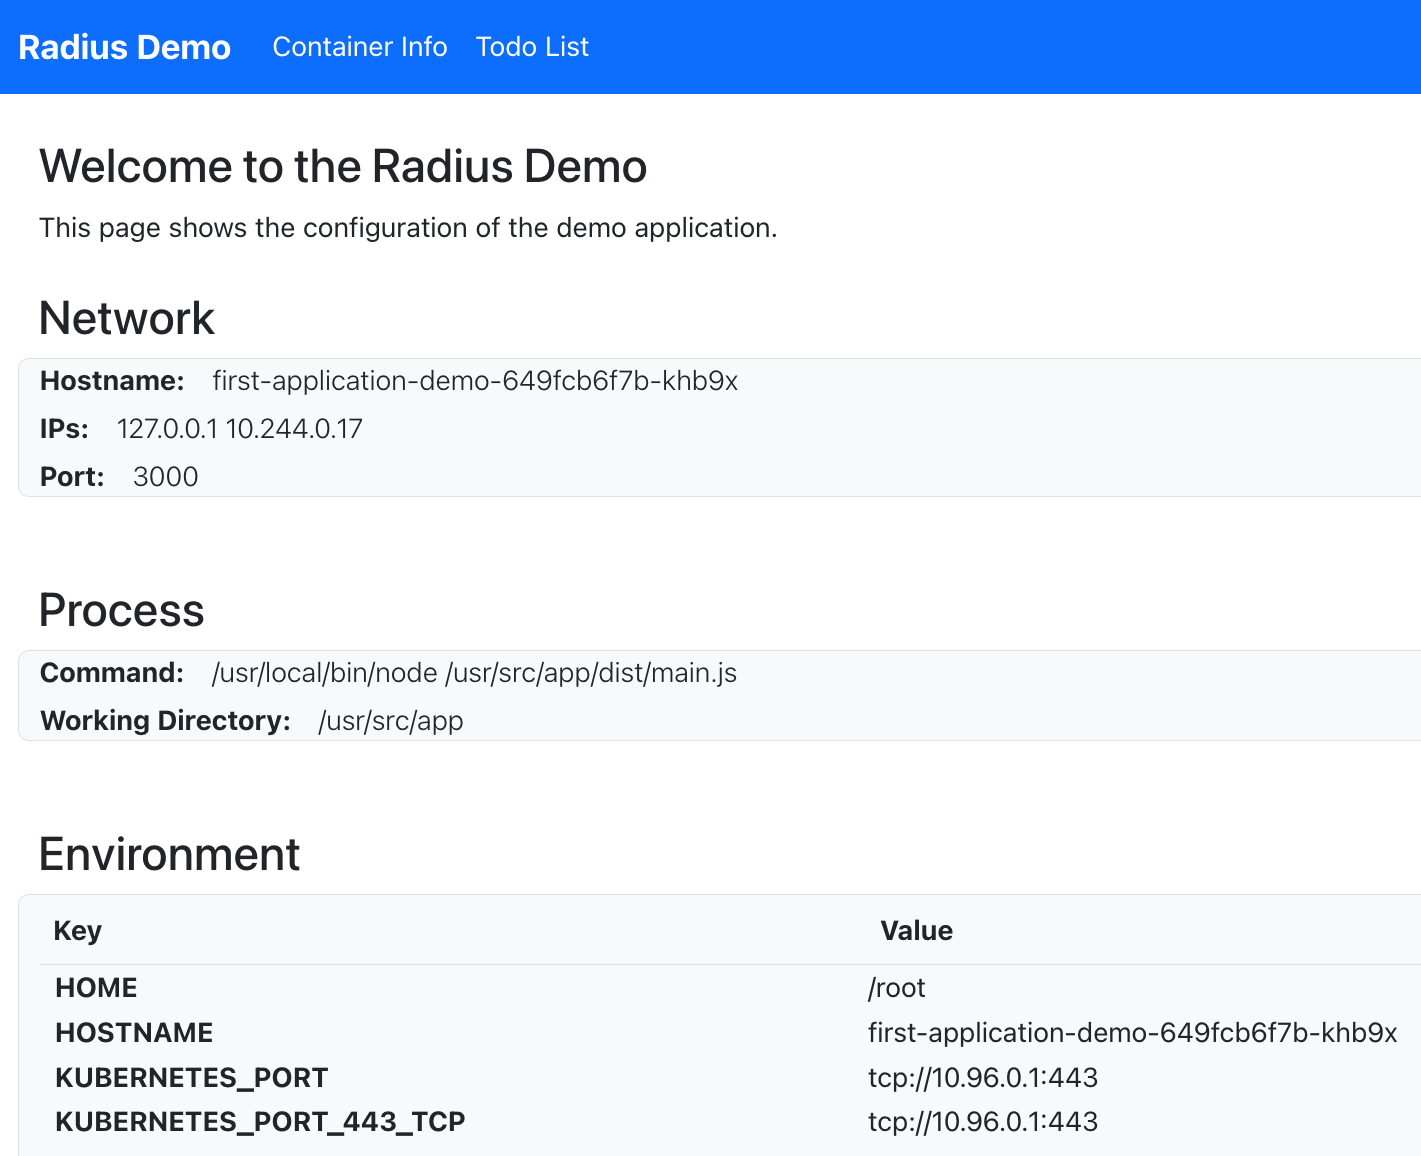 Radius Demo Container Info Todo List
Welcome to the Radius Demo
This page shows the configuration of the demo application.
Network
Hostname: first-application-demo-649fcb6f7b-khb9x
IPs: 127.0.0.1 10.244.0.17
Port: 3000
Process
Command: /usr/local/bin/node /usr/src/app/dist/main.js
Working Directory: /usr/src/app
Environment
Key Value
HOME /root
HOSTNAME first-application-demo-649fcb6f7b-khb9x
KUBERNETES_PORT tcp://10.96.0.1:443
KUBERNETES_PORT_443_TCP tcp://10.96.0.1:443